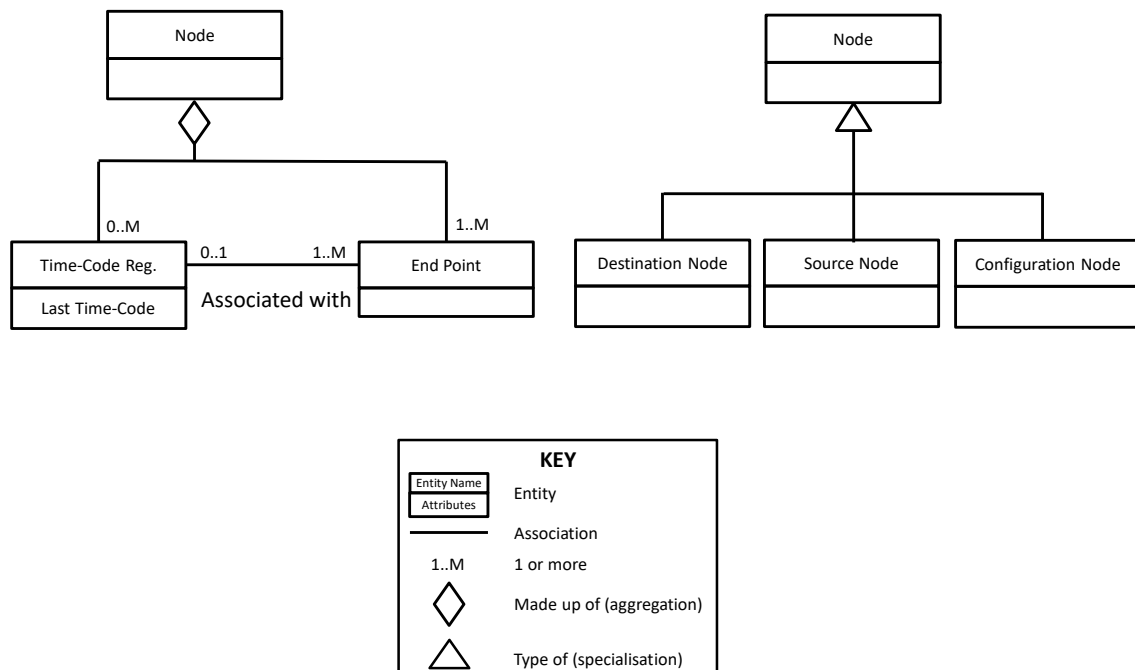 Node
0..M
1..M
Time-Code Reg.
Last Time-Code
0..1
1..M
Associated with
End Point
Node
Destination Node
Source Node
Configuration Node
KEY
Entity Name
Attributes
Entity
Association
1..M
1 or more
Made up of (aggregation)
Type of (specialisation)